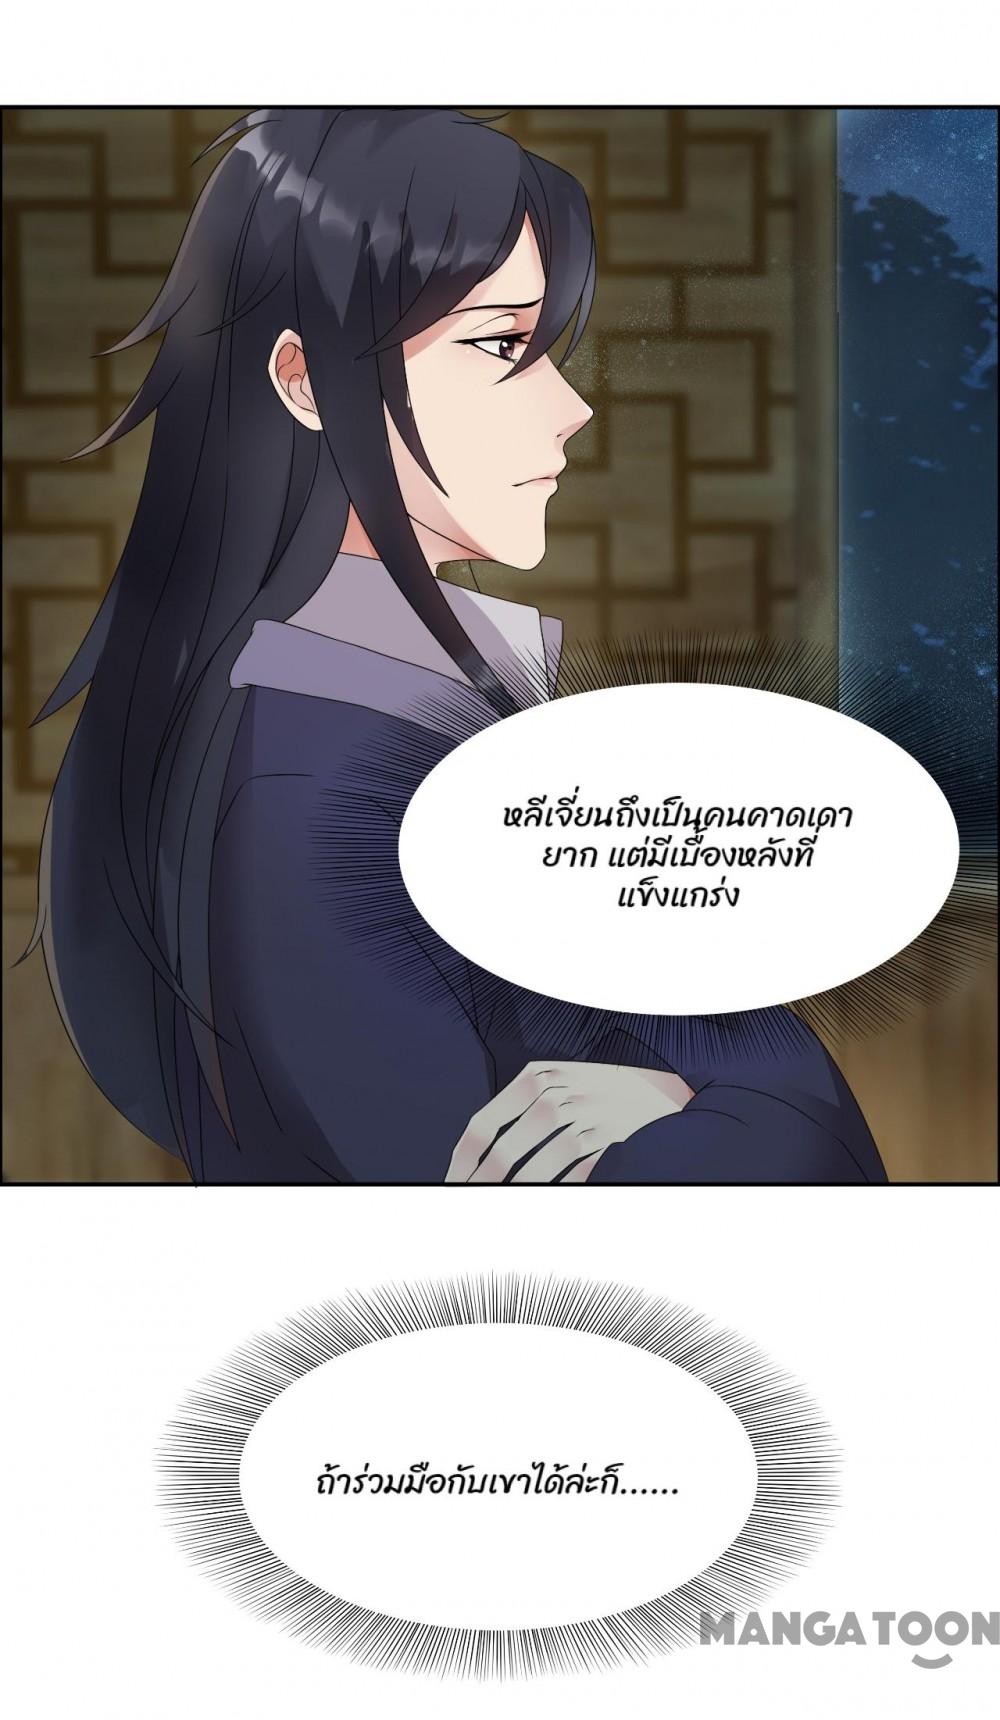 หลีเจี่ยนถึงเป็นคนคาดเดา
ยาก แต่มีเบื้องหลังที่
แข็งแกร่ง
ถ้าร่วมมือกับเขาได้ล่ะก็......
MANGATOON